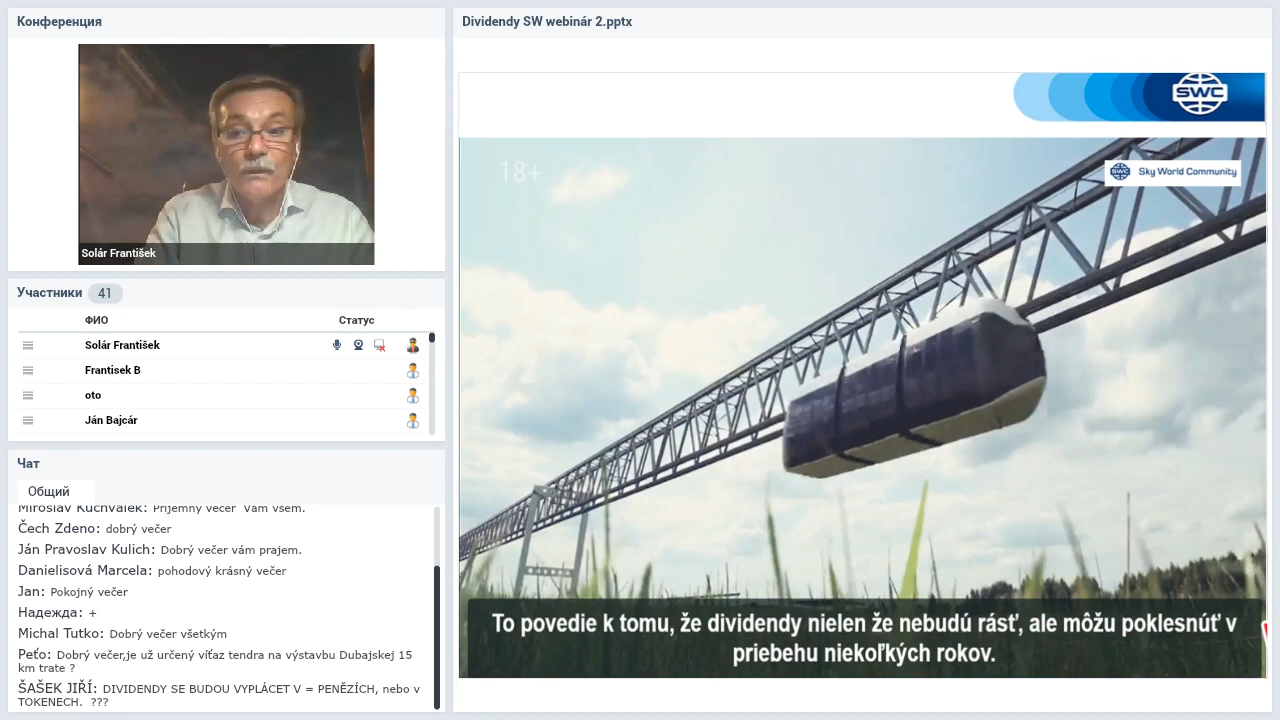 Конференция
Solár František
Участники 41
ФИО Статус
Solár František
Frantisek B
oto
Ján Bajcár
Чат
Общий
Miroslav Kuchvalek: Príjemný večer Vám všem.
Čech Zdeno: dobrý večer
Ján Pravoslav Kulich: Dobrý večer vám prajem.
Danielisová Marcela: pohodový krásný večer
Jan: Pokojný večer
Надежда: +
Michal Tutko: Dobrý večer všetkým
Peťo: Dobrý večer,je už určený víťaz tendra na výstavbu Dubajskej 15
km trate ?
ŠAŠEK JIŘÍ: DIVIDENDY SE BUDOU VYPLÁCET V = PENĚZÍCH, nebo v
TOKENECH. ???
Dividendy SW webinár 2.pptx
SWC
18+
SWC Sky World Community
To povedie k tomu, že dividendy nielen že nebudú rásť, ale môžu poklesnúť v
priebehu niekoľkých rokov.